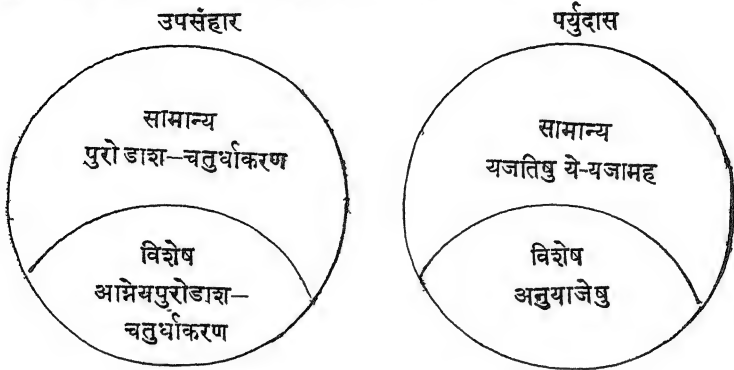 उपसंहार
सामान्य
पुरोडाश–चतुर्धाकरण
विशेष
आग्नेयपुरोडाश–
चतुर्धाकरण
पर्युदास
सामान्य
यजतिषु ये-यजामह
विशेष
अनुयाजेषु